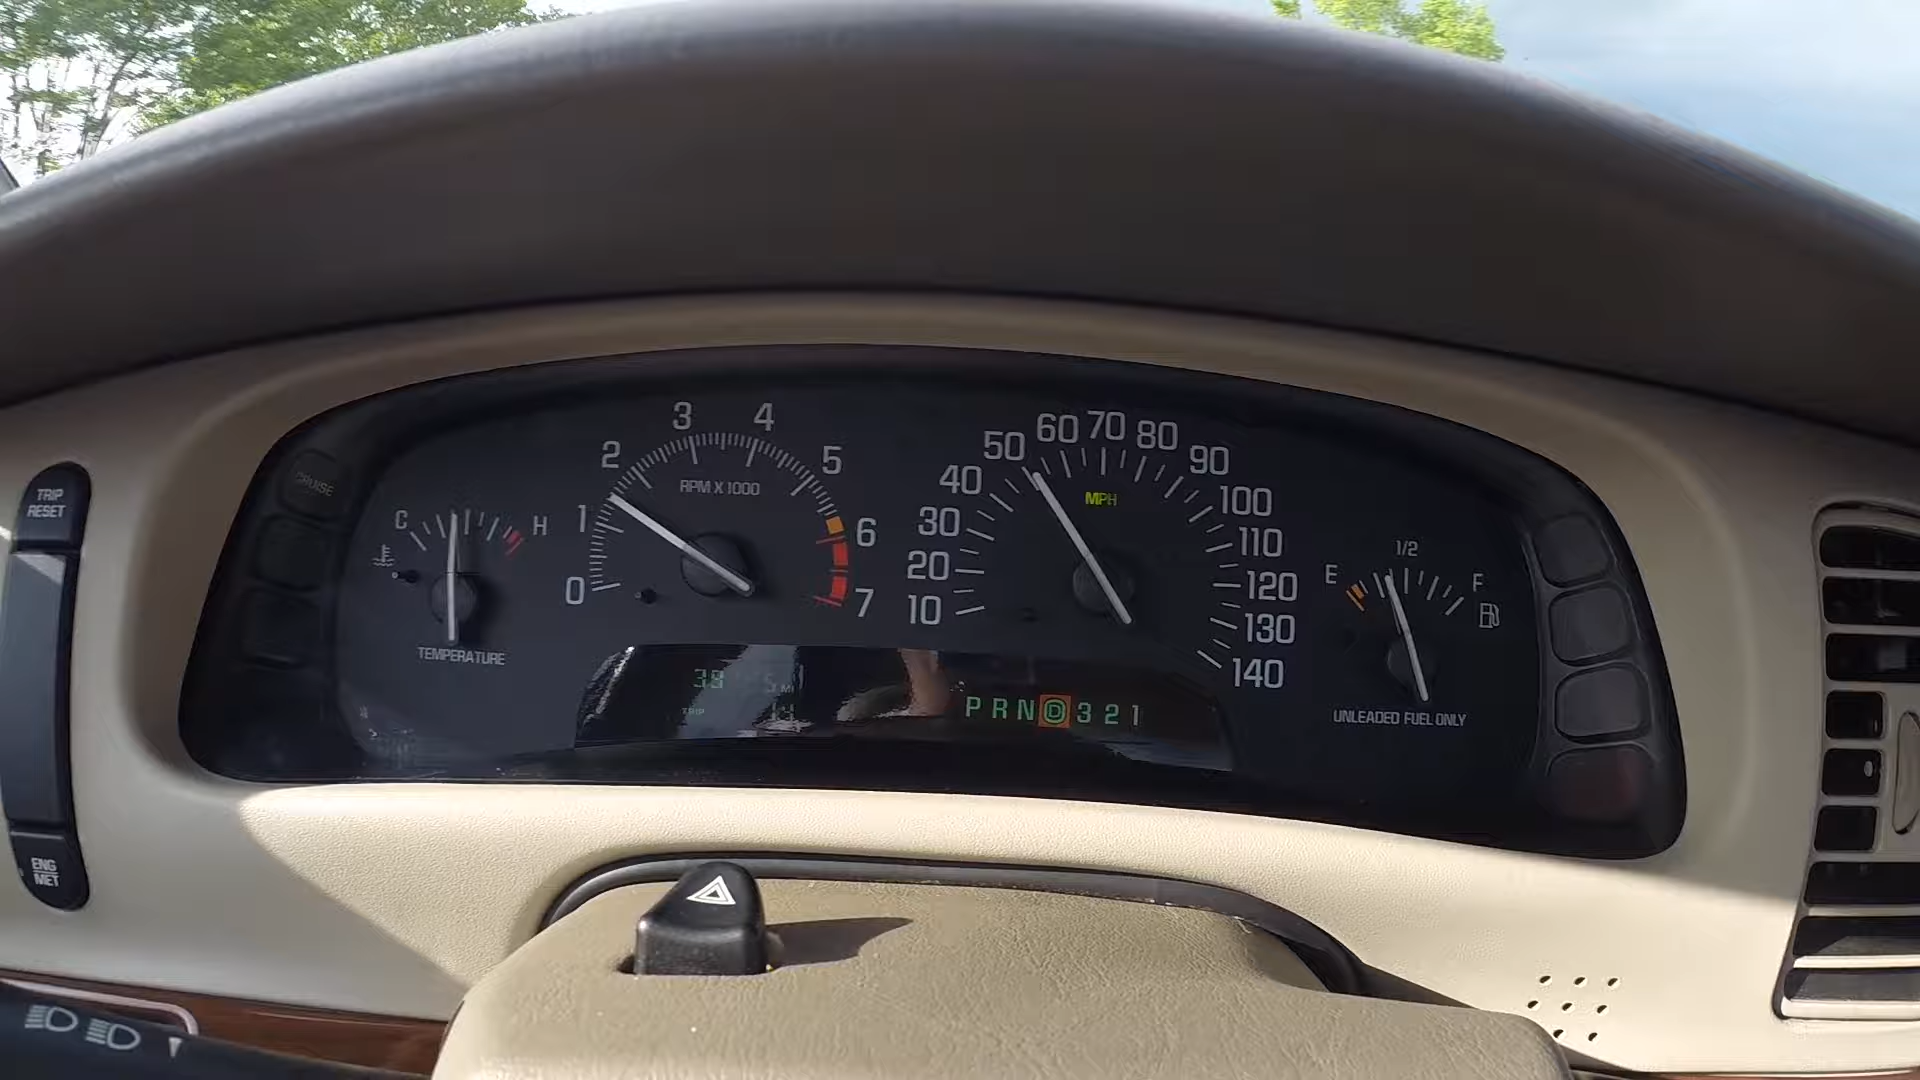 TRIP
RESET
CRUISE
C
H
TEMPERATURE
0
1
2
3
4
5
6
7
RPM X 1000
10
20
30
40
50
60
70
80
90
100
110
120
130
140
MPH
E
1/2
F
UNLEADED FUEL ONLY
TRIP
P R N D 3 2 1
ENG
MET